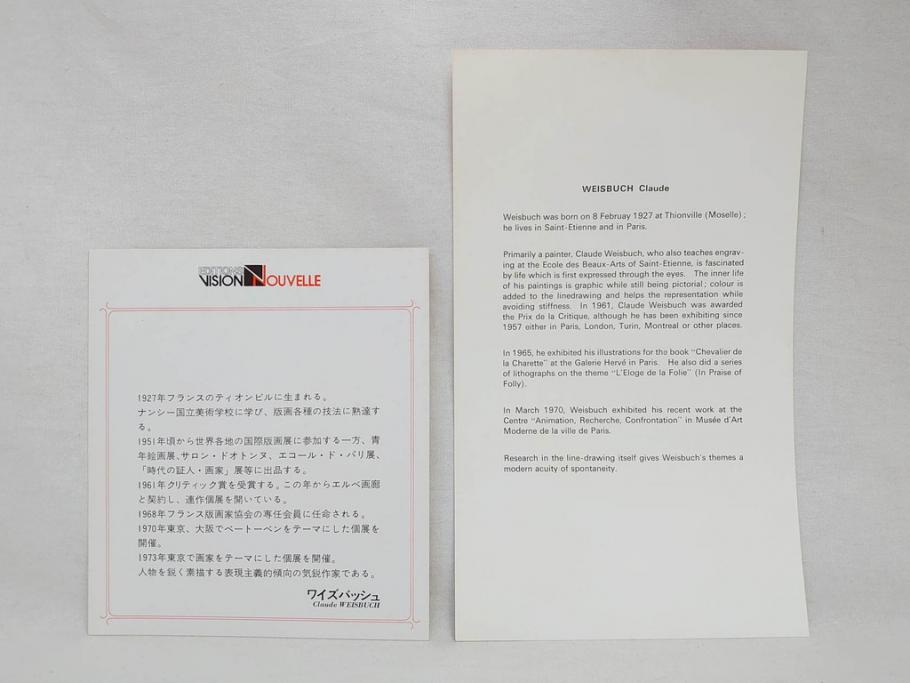 EDITIONS
VISION NOUVELLE
1927年フランスのティオンビルに生まれる。
ナンシー国立美術学校に学び、版画各種の技法に熟達す
る。
1951年頃から世界各地の国際版画展に参加する一方、青
年絵画展、サロン・ドオトンヌ、エコール・ド・パリ展、
「時代の証人・画家」展等に出品する。
1961年クリティック賞を受賞する。この年からエルベ画廊
と契約し、連作個展を開いている。
1968年フランス版画家協会の専任会員に任命される。
1970年東京、大阪でベートーベンをテーマにした個展を
開催。
1973年東京で画家をテーマにした個展を開催。
人物を鋭く素描する表現主義的傾向の気鋭作家である。
ワイズバッシュ
Claude WEISBUCH
WEISBUCH Claude
Weisbuch was born on 8 Februay 1927 at Thionville (Moselle) ;
he lives in Saint-Etienne and in Paris.
Primarily a painter, Claude Weisbuch, who also teaches engrav-
ing at the Ecole des Beaux-Arts of Saint-Etienne, is fascinated
by life which is first expressed through the eyes. The inner life
of his paintings is graphic while still being pictorial ; colour is
added to the linedrawing and helps the representation while
avoiding stiffness. In 1961, Claude Weisbuch was awarded
the Prix de la Critique, although he has been exhibiting since
1957 either in Paris, London, Turin, Montreal or other places.
In 1965, he exhibited his illustrations for the book "Chevalier de
la Charette" at the Galerie Hervé in Paris. He also did a series
of lithographs on the theme "L'Eloge de la Folie" (In Praise of
Folly).
In March 1970, Weisbuch exhibited his recent work at the
Centre "Animation, Recherche, Confrontation" in Musée d'Art
Moderne de la ville de Paris.
Research in the line-drawing itself gives Weisbuch's themes a
modern acuity of spontaneity.